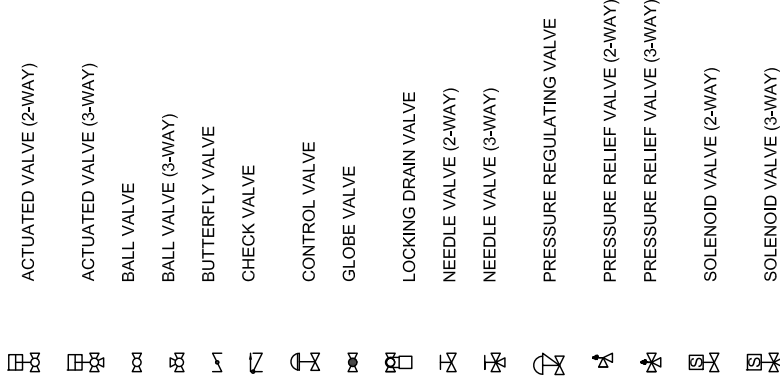 ACTUATED VALVE (2-WAY)
ACTUATED VALVE (3-WAY)
BALL VALVE
BALL VALVE (3-WAY)
BUTTERFLY VALVE
CHECK VALVE
CONTROL VALVE
GLOBE VALVE
LOCKING DRAIN VALVE
NEEDLE VALVE (2-WAY)
NEEDLE VALVE (3-WAY)
PRESSURE REGULATING VALVE
PRESSURE RELIEF VALVE (2-WAY)
PRESSURE RELIEF VALVE (3-WAY)
S SOLENOID VALVE (2-WAY)
S SOLENOID VALVE (3-WAY)